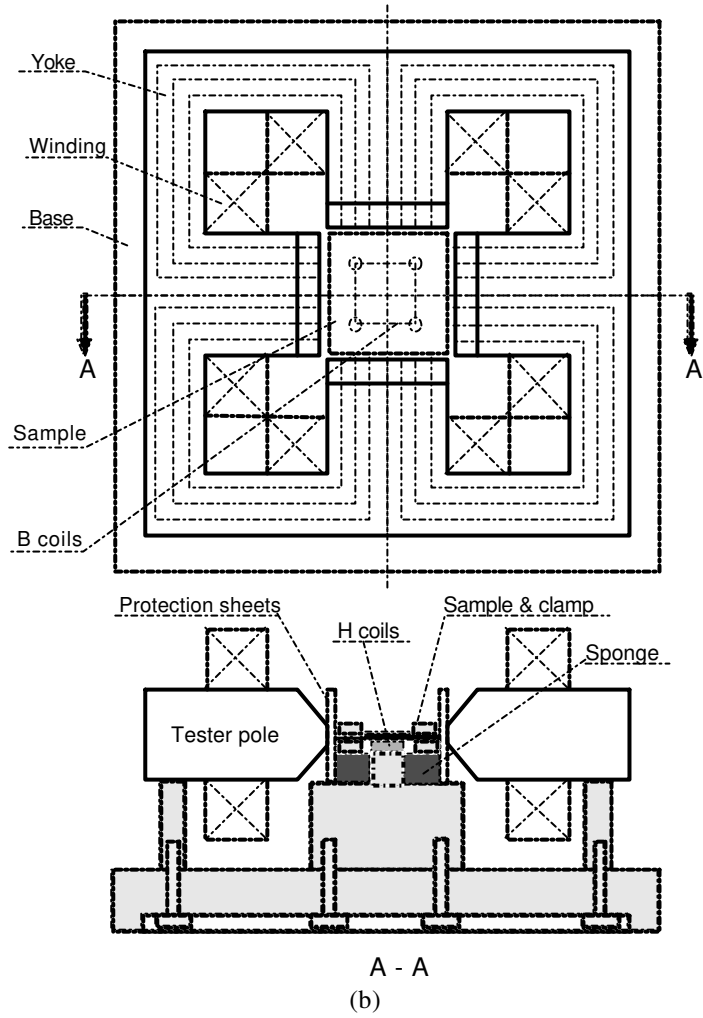 Yoke
Winding
Base
A A
Sample
B coils
Protection sheets
Sample & clamp
H coils
Sponge
Tester pole
A - A
(b)